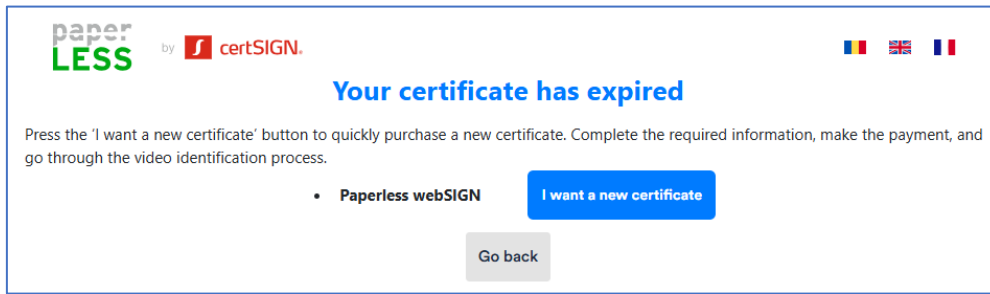 paper
LESS
by certSIGN.
Your certificate has expired
Press the ‘I want a new certificate’ button to quickly purchase a new certificate. Complete the required information, make the payment, and
go through the video identification process.
• Paperless webSIGN
I want a new certificate
Go back